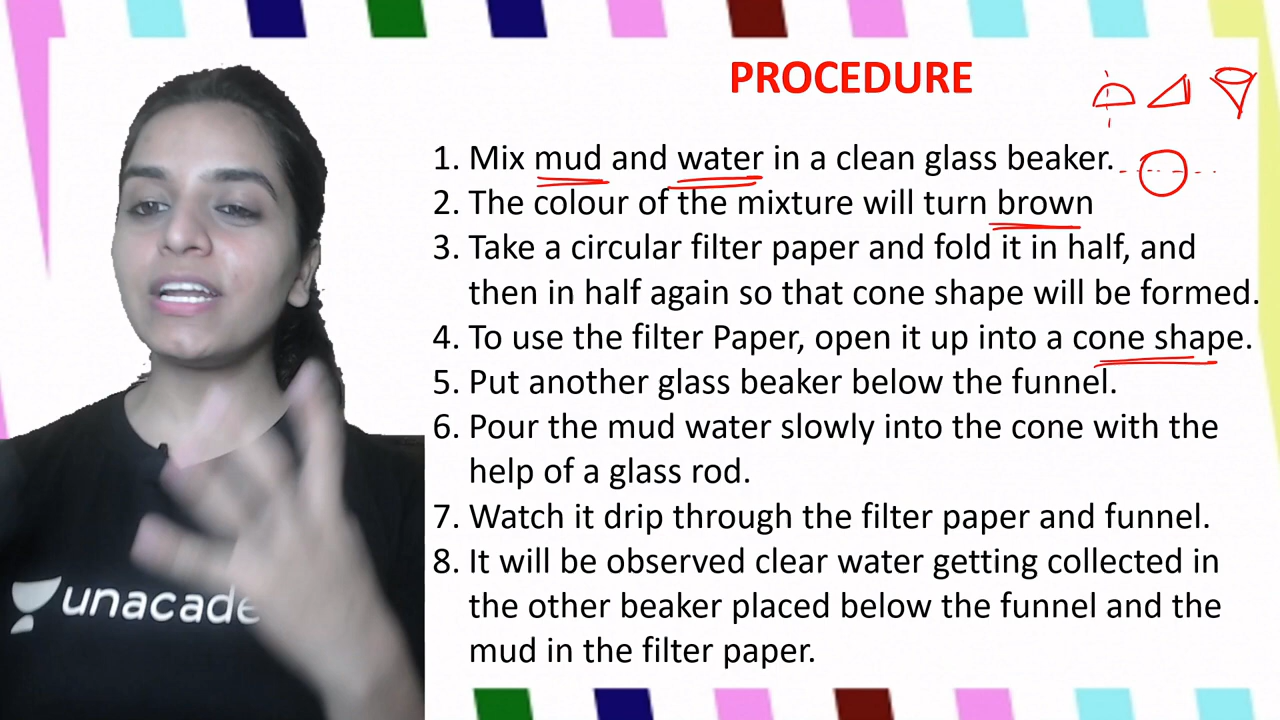 PROCEDURE
1. Mix mud and water in a clean glass beaker.
2. The colour of the mixture will turn brown
3. Take a circular filter paper and fold it in half, and
then in half again so that cone shape will be formed.
4. To use the filter Paper, open it up into a cone shape.
5. Put another glass beaker below the funnel.
6. Pour the mud water slowly into the cone with the
help of a glass rod.
7. Watch it drip through the filter paper and funnel.
8. It will be observed clear water getting collected in
the other beaker placed below the funnel and the
mud in the filter paper.
unacade